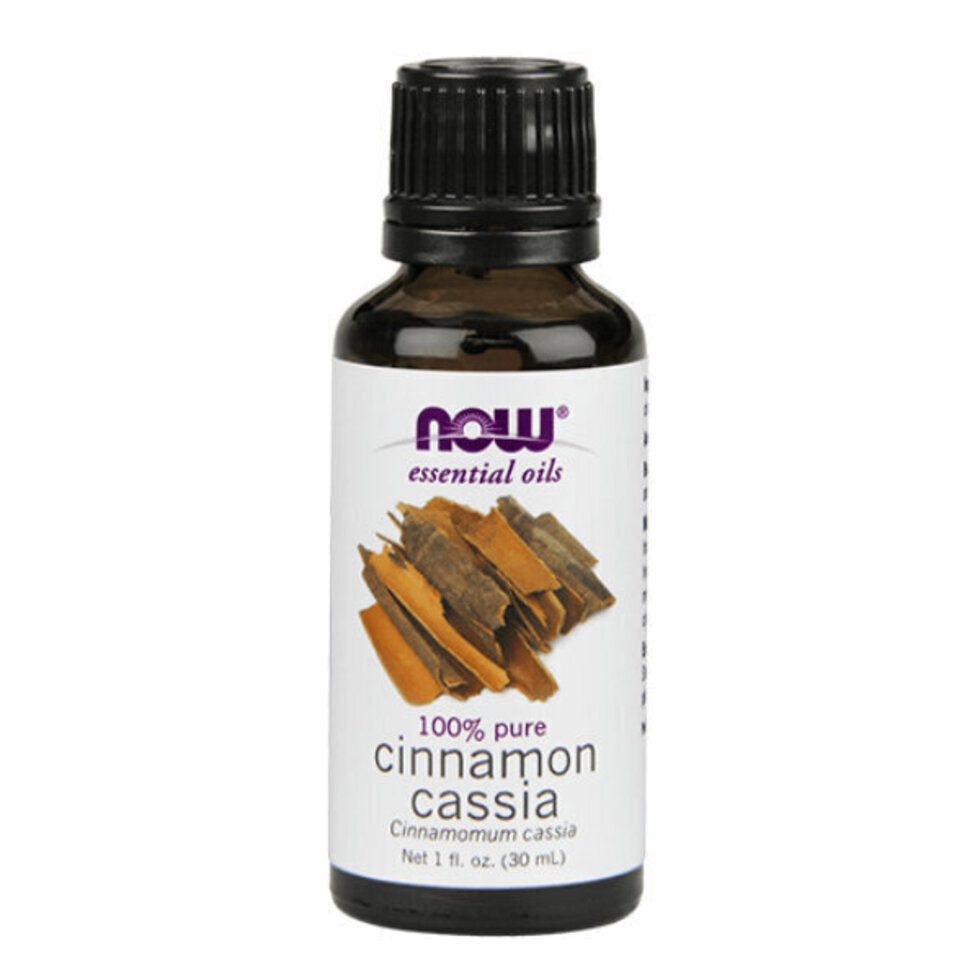 now®
essential oils
100% pure
cinnamon
cassia
Cinnamomum cassia
Net 1 fl. oz. (30 mL)